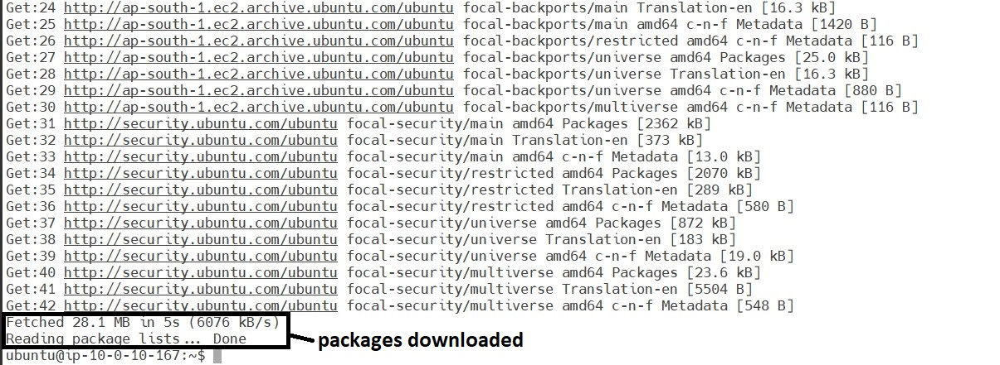 Get:24 http://ap-south-1.ec2.archive.ubuntu.com/ubuntu focal-backports/main Translation-en [16.3 kB]
Get:25 http://ap-south-1.ec2.archive.ubuntu.com/ubuntu focal-backports/main amd64 c-n-f Metadata [1420 B]
Get:26 http://ap-south-1.ec2.archive.ubuntu.com/ubuntu focal-backports/restricted amd64 c-n-f Metadata [116 B]
Get:27 http://ap-south-1.ec2.archive.ubuntu.com/ubuntu focal-backports/universe amd64 Packages [25.0 kB]
Get:28 http://ap-south-1.ec2.archive.ubuntu.com/ubuntu focal-backports/universe Translation-en [16.3 kB]
Get:29 http://ap-south-1.ec2.archive.ubuntu.com/ubuntu focal-backports/universe amd64 c-n-f Metadata [880 B]
Get:30 http://ap-south-1.ec2.archive.ubuntu.com/ubuntu focal-backports/multiverse amd64 c-n-f Metadata [116 B]
Get:31 http://security.ubuntu.com/ubuntu focal-security/main amd64 Packages [2362 kB]
Get:32 http://security.ubuntu.com/ubuntu focal-security/main Translation-en [373 kB]
Get:33 http://security.ubuntu.com/ubuntu focal-security/main amd64 c-n-f Metadata [13.0 kB]
Get:34 http://security.ubuntu.com/ubuntu focal-security/restricted amd64 Packages [2070 kB]
Get:35 http://security.ubuntu.com/ubuntu focal-security/restricted Translation-en [289 kB]
Get:36 http://security.ubuntu.com/ubuntu focal-security/restricted amd64 c-n-f Metadata [580 B]
Get:37 http://security.ubuntu.com/ubuntu focal-security/universe amd64 Packages [872 kB]
Get:38 http://security.ubuntu.com/ubuntu focal-security/universe Translation-en [183 kB]
Get:39 http://security.ubuntu.com/ubuntu focal-security/universe amd64 c-n-f Metadata [19.0 kB]
Get:40 http://security.ubuntu.com/ubuntu focal-security/multiverse amd64 Packages [23.6 kB]
Get:41 http://security.ubuntu.com/ubuntu focal-security/multiverse Translation-en [5504 B]
Get:42 http://security.ubuntu.com/ubuntu focal-security/multiverse amd64 c-n-f Metadata [548 B]
Fetched 28.1 MB in 5s (6076 kB/s)
Reading package lists... Done
packages downloaded
ubuntu@ip-10-0-10-167:~$